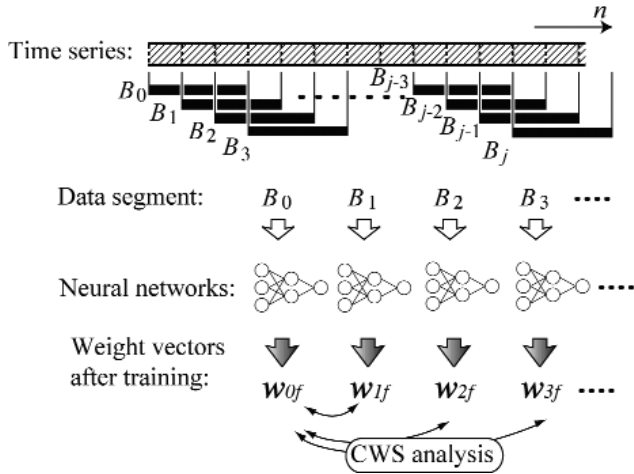 n
Time series:
B0 B1 B2 B3 Bj-3 Bj-2 Bj-1 Bj
Data segment: B0 B1 B2 B3
Neural networks:
Weight vectors
after training: w0f w1f w2f w3f
CWS analysis